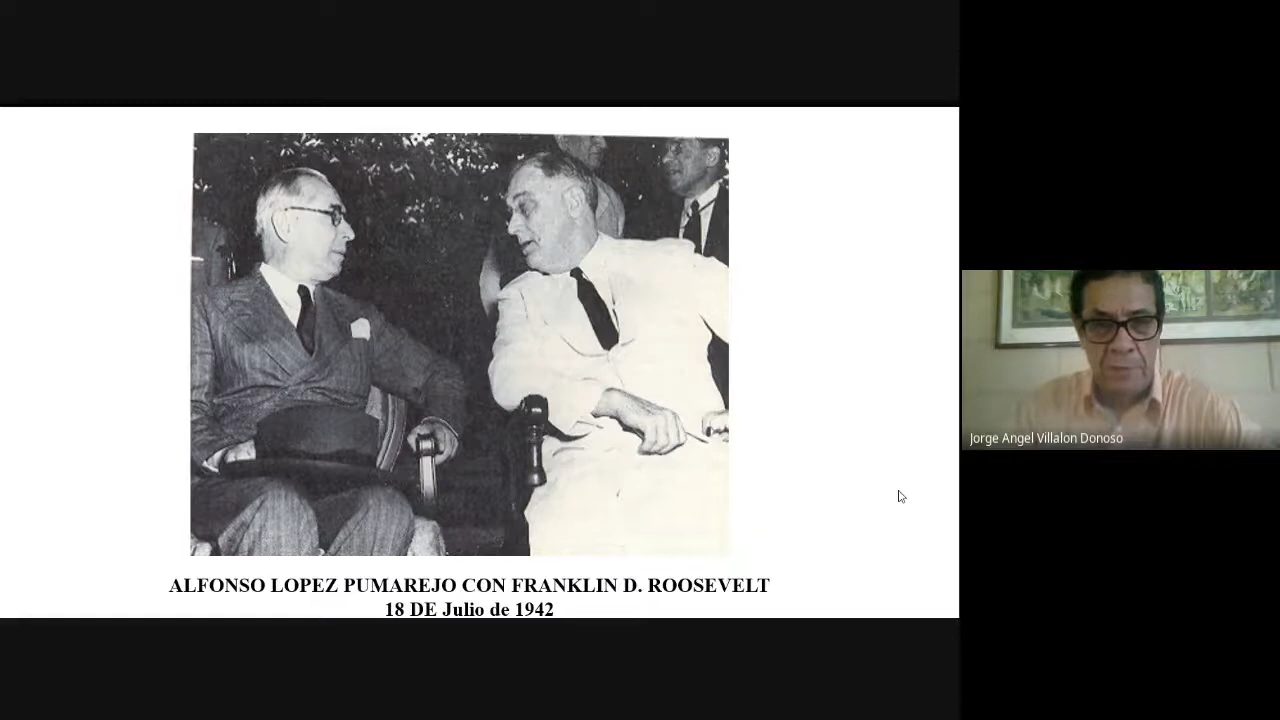 ALFONSO LOPEZ PUMAREJO CON FRANKLIN D. ROOSEVELT
18 DE Julio de 1942
Jorge Angel Villalon Donoso